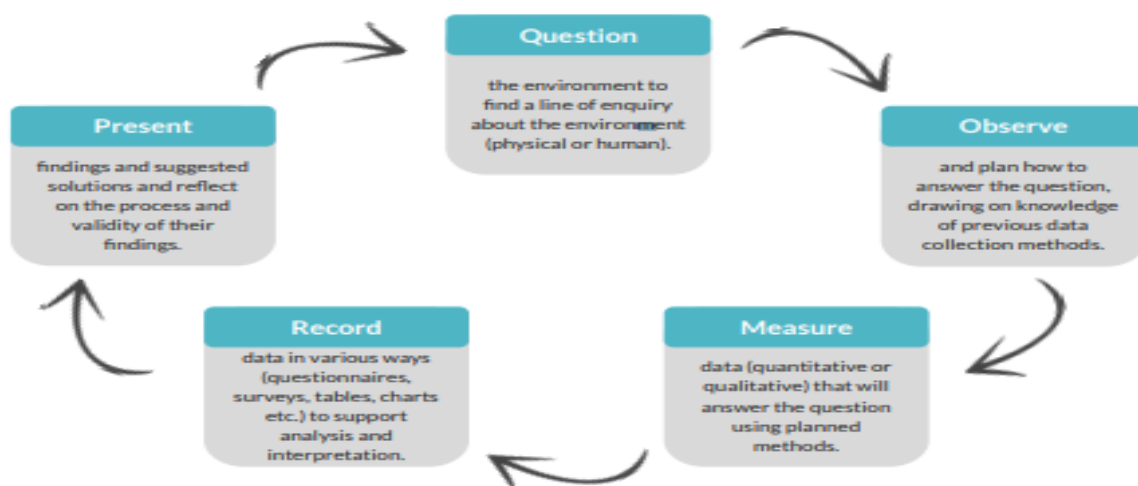 Question
the environment to
find a line of enquiry
about the environment
(physical or human).
Observe
and plan how to
answer the question,
drawing on knowledge
of previous data
collection methods.
Measure
data (quantitative or
qualitative) that will
answer the question
using planned
methods.
Record
data in various ways
(questionnaires,
surveys, tables, charts
etc.) to support
analysis and
interpretation.
Present
findings and suggested
solutions and reflect
on the process and
validity of their
findings.